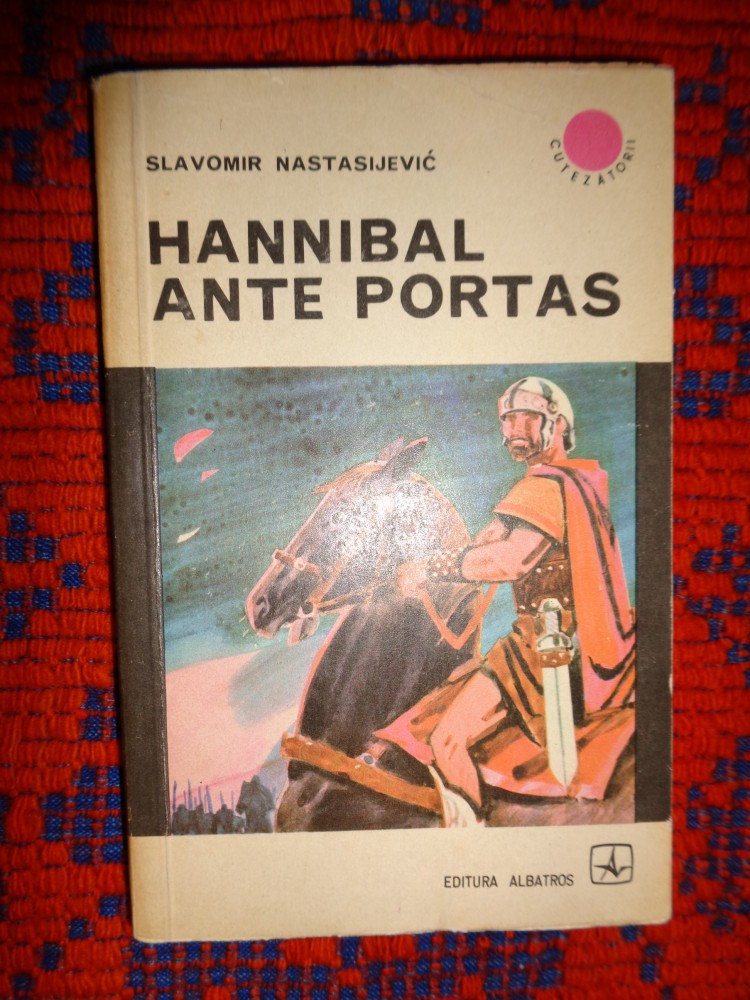 SLAVOMIR NASTASIJEVIĆ
CUTEZĂTORII
HANNIBAL
ANTE PORTAS
EDITURA ALBATROS